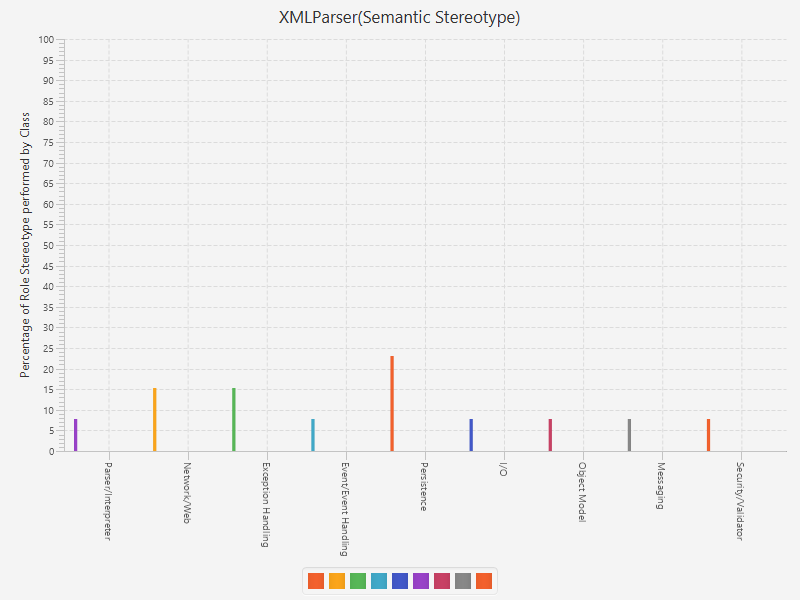 XMLParser(Semantic Stereotype)
Percentage of Role Stereotype performed by Class
100
95
90
85
80
75
70
65
60
55
50
45
40
35
30
25
20
15
10
5
0
Parser/Interpreter
Network/Web
Exception Handling
Event/Event Handling
Persistence
I/O
Object Model
Messaging
Security/Validator